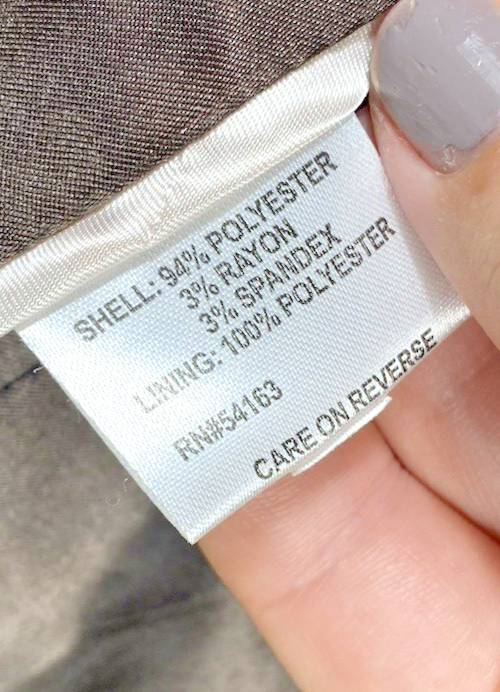 SHELL: 94% POLYESTER
3% RAYON
3% SPANDEX
LINING: 100% POLYESTER
RN#54163
CARE ON REVERSE